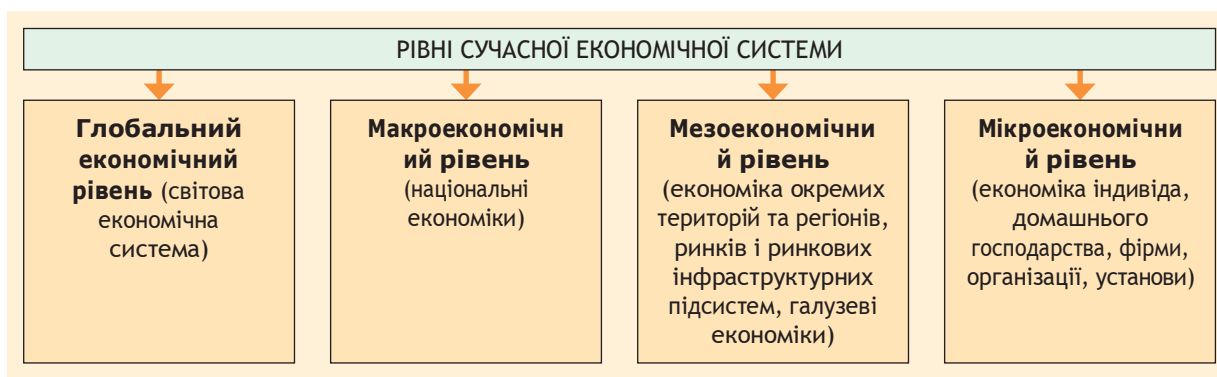 РІВНІ СУЧАСНОЇ ЕКОНОМІЧНОЇ СИСТЕМИ
Глобальний
економічний
рівень (світова
економічна
система)
Макроекономічн
ий рівень
(національні
економіки)
Мезоекономічни
й рівень
(економіка окремих
територій та регіонів,
ринків і ринкових
інфраструктурних
підсистем, галузеві
економіки)
Мікроекономічни
й рівень
(економіка індивіда,
домашнього
господарства, фірми,
організації, установи)